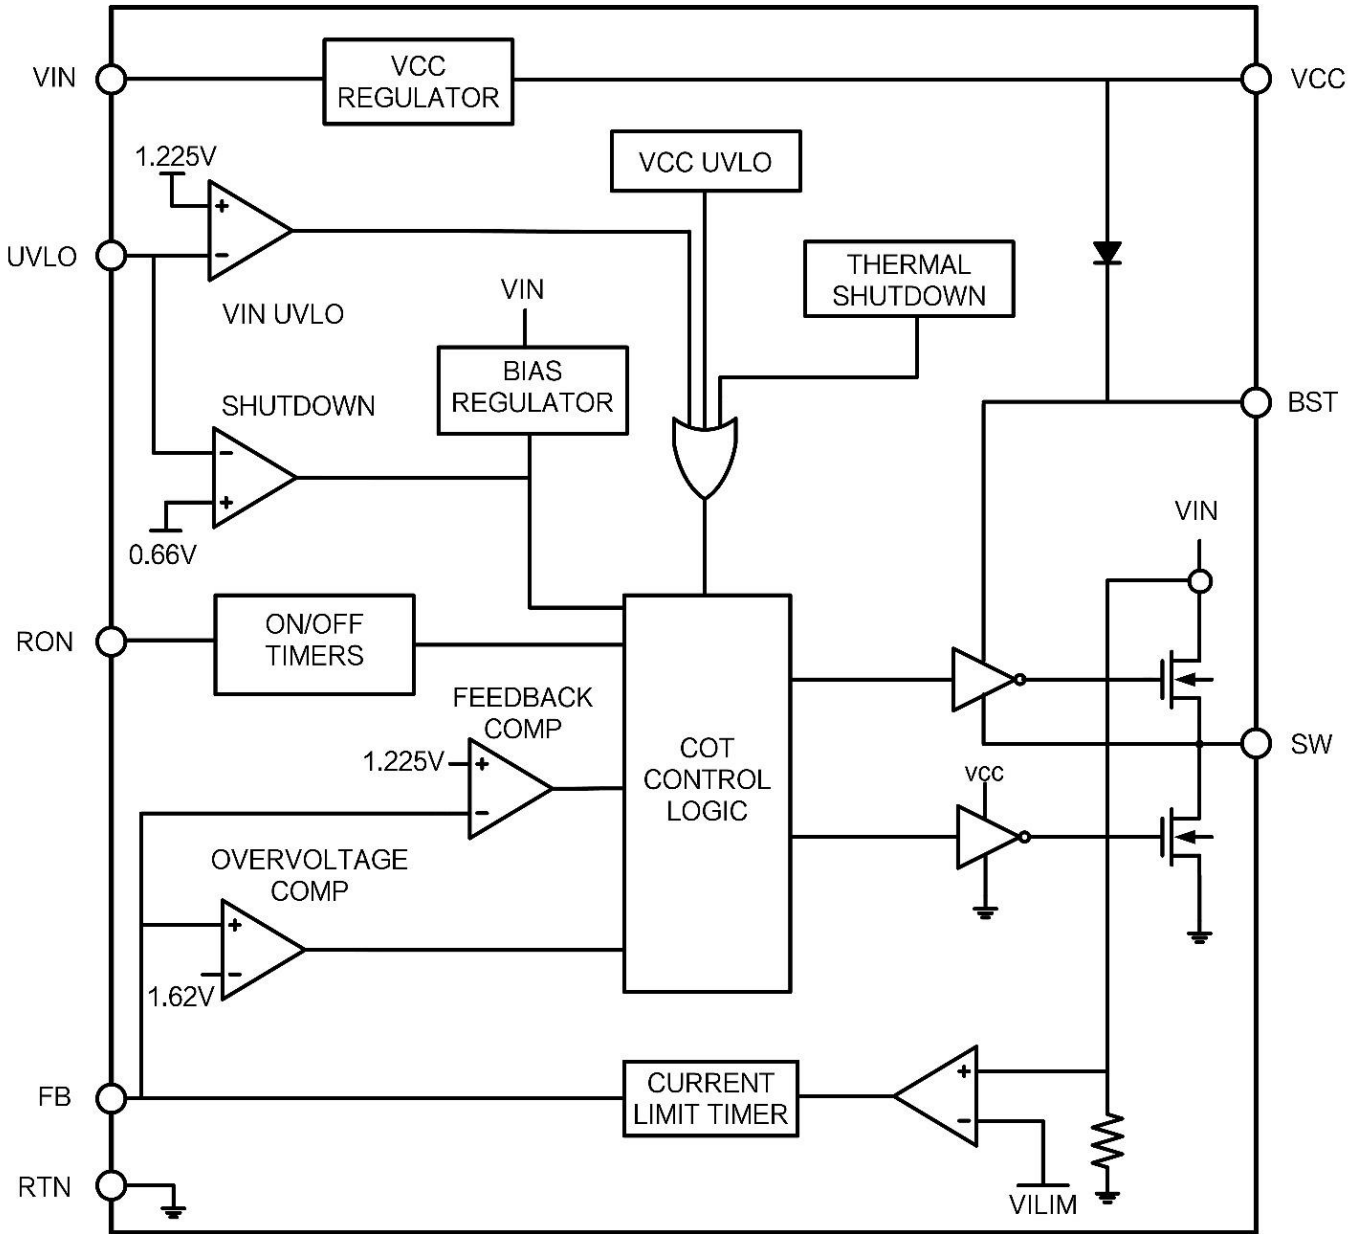 VIN
VCC
REGULATOR
VCC
1.225V
+
VCC UVLO
UVLO
-
THERMAL
SHUTDOWN
VIN
VIN UVLO
BIAS
REGULATOR
SHUTDOWN
BST
-
+
0.66V
VIN
RON
ON/OFF
TIMERS
FEEDBACK
COMP
1.225V
+
-
COT
CONTROL
LOGIC
SW
VCC
OVERVOLTAGE
COMP
+
-
1.62V
FB
CURRENT
LIMIT TIMER
+
-
RTN
VILIM